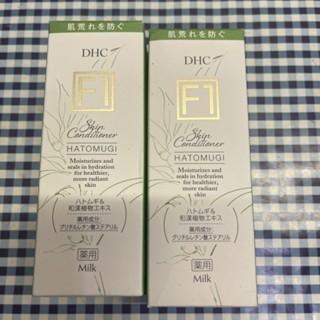 肌荒れを防ぐ
DHC
F1
Skin
Conditioner
HATOMUGI
Moisturizes and
seals in hydration
for healthier,
more radiant
skin
ハトムギ&
和漢植物エキス
薬用成分
グリチルレチン酸ステアリル
薬用
Milk
肌荒れを防ぐ
DHC
F1
Skin
Conditioner
HATOMUGI
Moisturizes and
seals in hydration
for healthier,
more radiant
skin
ハトムギ&
和漢植物エキス
薬用成分
グリチルレチン酸ステアリル
薬用
Milk